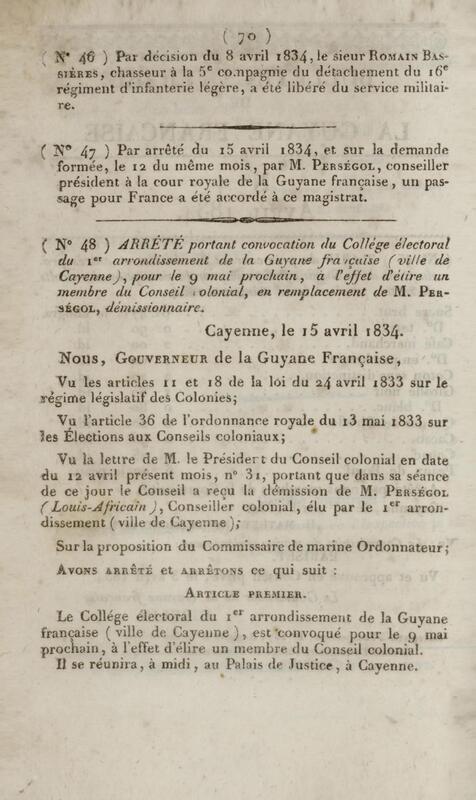 ( 70 )
( N° 46 ) Par décision du 8 avril 1834, le sieur ROMAIN BAS-
SIÈRES, chasseur à la 5e compagnie du détachement du 16e
régiment d'infanterie légère, a été libéré du service militai-
re.
( N° 47 ) Par arrêté du 15 avril 1834, et sur la demande
formée, le 12 du même mois, par M. PERSÉGOL, conseiller
président à la cour royale de la Guyane française, un pas-
sage pour France a été accordé à ce magistrat.
( N° 48 ) ARRÊTÉ portant convocation du Collége électoral
du 1er arrondissement de la Guyane française (ville de
Cayenne), pour le 9 mai prochain, à l'effet d'élire un
membre du Conseil colonial, en remplacement de M. PER-
SÉGOL, démissionnaire.
Cayenne, le 15 avril 1834.
Nous, GOUVERNEUR de la Guyane Française,
Vu les articles 11 et 18 de la loi du 24 avril 1833 sur le
régime législatif des Colonies;
Vu l'article 36 de l'ordonnance royale du 13 mai 1833 sur
les Élections aux Conseils coloniaux;
Vu la lettre de M. le Président du Conseil colonial en date
du 12 avril présent mois, n° 31, portant que dans sa séance
de ce jour le Conseil a reçu la démission de M. PERSÉGOL
(Louis-Africain), Conseiller colonial, élu par le 1er arron-
dissement (ville de Cayenne);
Sur la proposition du Commissaire de marine Ordonnateur;
AVONS ARRÊTÉ et ARRÊTONS ce qui suit :
ARTICLE PREMIER.
Le Collége électoral du 1er arrondissement de la Guyane
française ( ville de Cayenne ), est convoqué pour le 9 mai
prochain, à l'effet d'élire un membre du Conseil colonial.
Il se réunira, à midi, au Palais de Justice, à Cayenne.